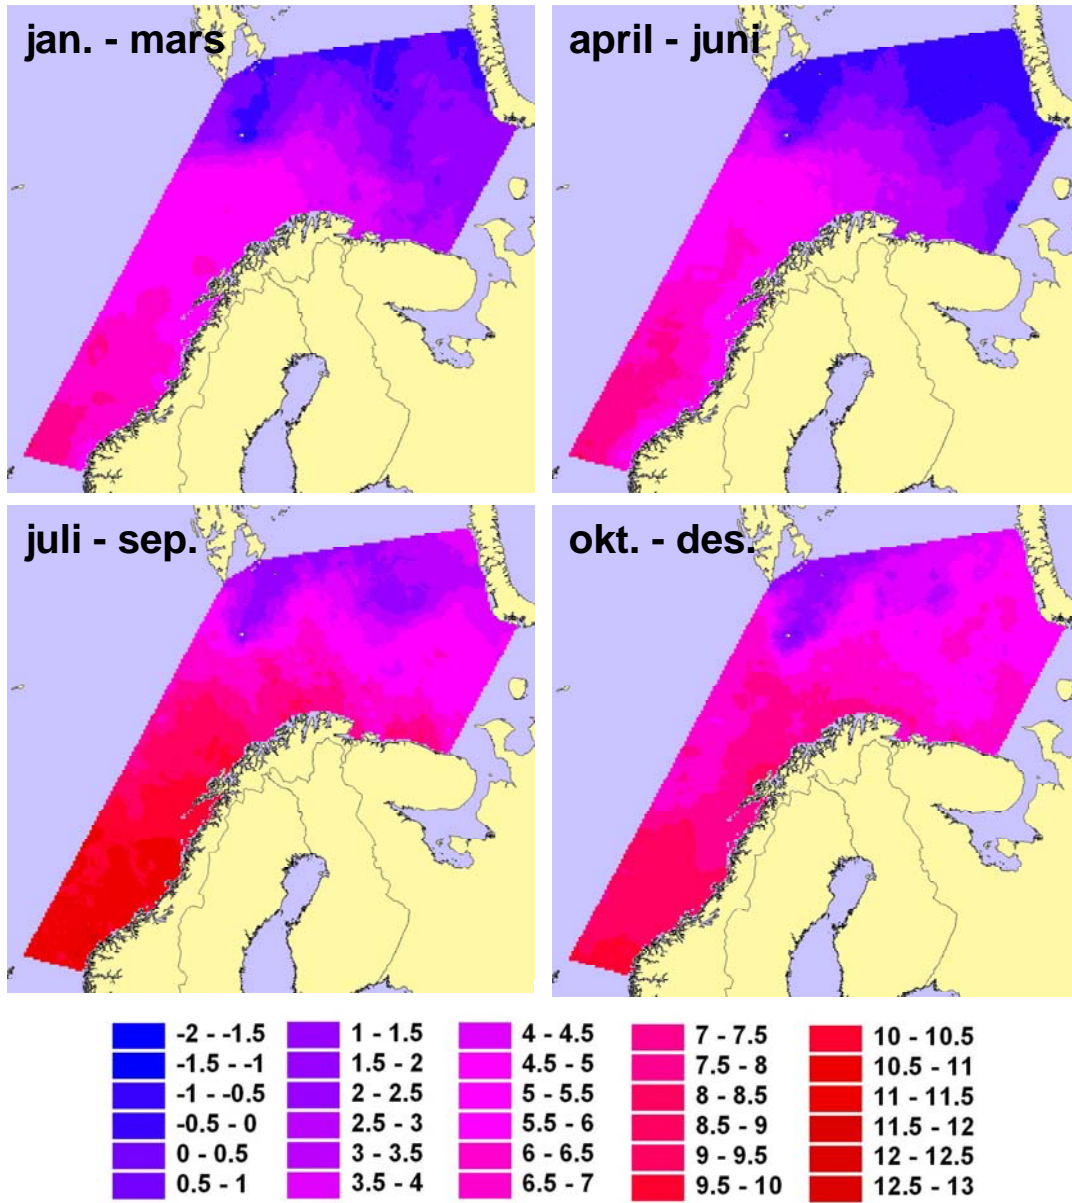 jan. - mars
april - juni
juli - sep.
okt. - des.
-2 - -1.5
-1.5 - -1
-1 - -0.5
-0.5 - 0
0 - 0.5
0.5 - 1
1 - 1.5
1.5 - 2
2 - 2.5
2.5 - 3
3 - 3.5
3.5 - 4
4 - 4.5
4.5 - 5
5 - 5.5
5.5 - 6
6 - 6.5
6.5 - 7
7 - 7.5
7.5 - 8
8 - 8.5
8.5 - 9
9 - 9.5
9.5 - 10
10 - 10.5
10.5 - 11
11 - 11.5
11.5 - 12
12 - 12.5
12.5 - 13